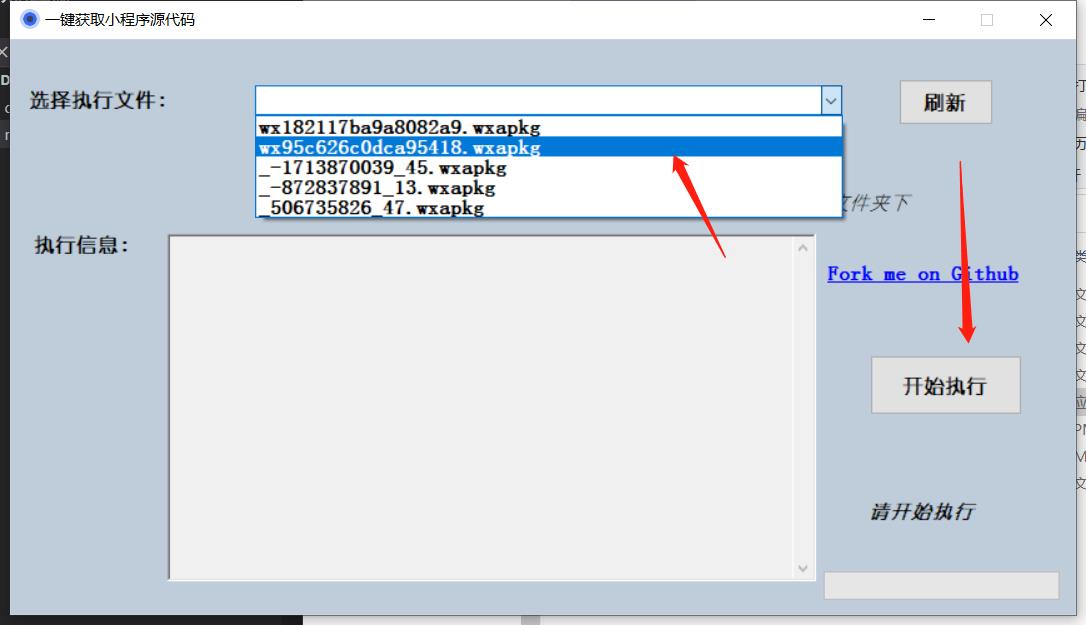 一键获取小程序源代码
选择执行文件：
刷新
wx182117ba9a8082a9.wxapkg
wx95c626c0dca95418.wxapkg
_-1713870039_45.wxapkg
_-872837891_13.wxapkg
_506735826_47.wxapkg
文件夹下
执行信息：
Fork me on Github
开始执行
请开始执行